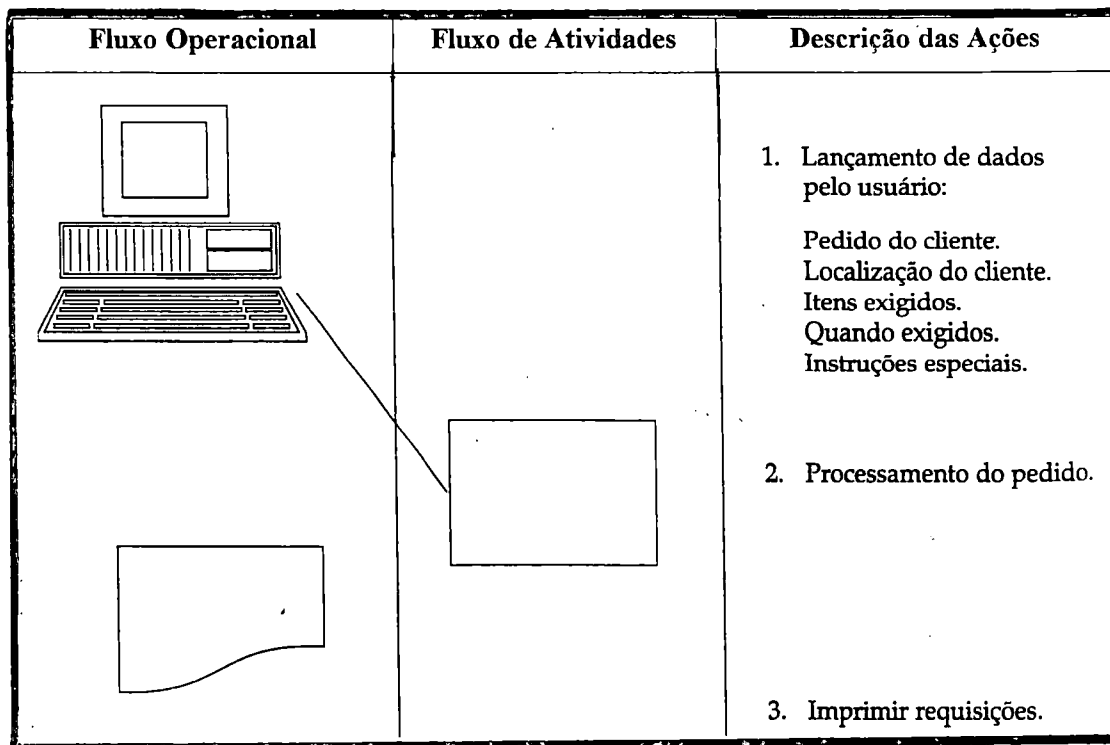 Fluxo Operacional
Fluxo de Atividades
Descrição das Ações
1. Lançamento de dados
pelo usuário:
Pedido do cliente.
Localização do cliente.
Itens exigidos.
Quando exigidos.
Instruções especiais.
2. Processamento do pedido.
3. Imprimir requisições.